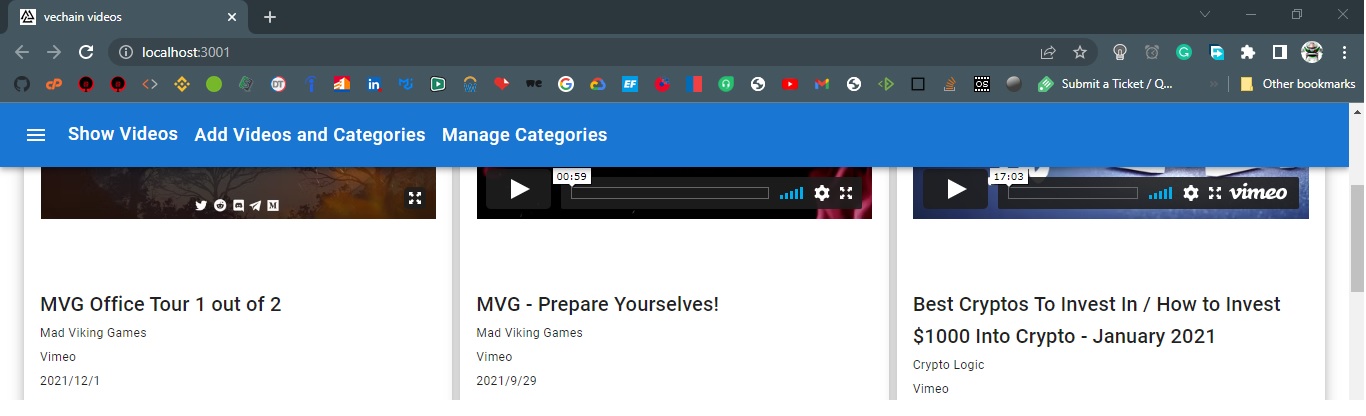 vechain videos
localhost:3001
Submit a Ticket / Q...
Other bookmarks
Show Videos Add Videos and Categories Manage Categories
00:59
17:03
vimeo
MVG Office Tour 1 out of 2
Mad Viking Games
Vimeo
2021/12/1
MVG - Prepare Yourselves!
Mad Viking Games
Vimeo
2021/9/29
Best Cryptos To Invest In / How to Invest
$1000 Into Crypto - January 2021
Crypto Logic
Vimeo